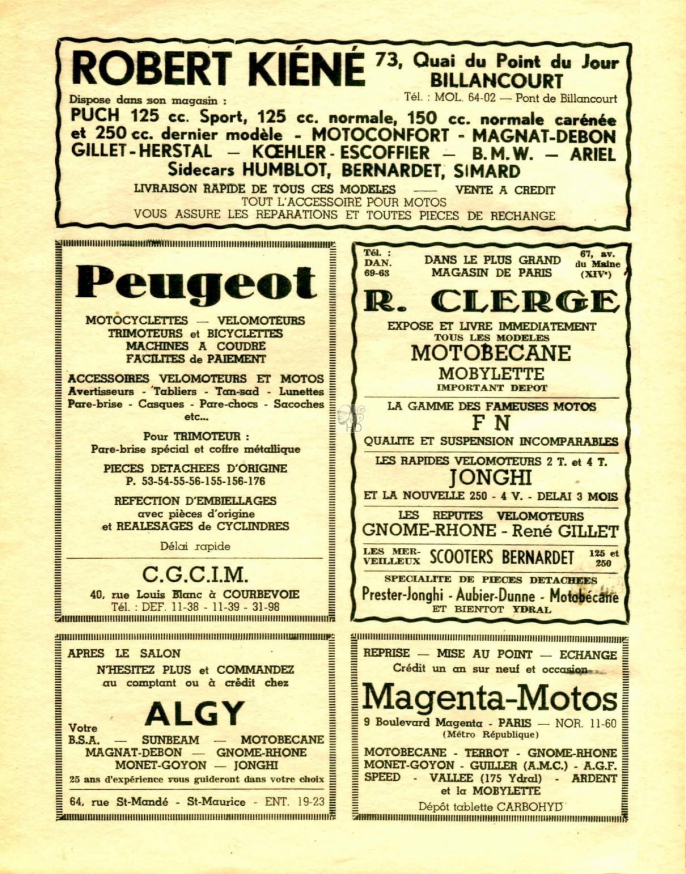 ROBERT KIÉNÉ 73, Quai du Point du Jour
BILLANCOURT
Dispose dans son magasin :
Tél. : MOL. 64-02 — Pont de Billancourt
PUCH 125 cc. Sport, 125 cc. normale, 150 cc. normale carénée
et 250 cc. dernier modèle - MOTOCONFORT - MAGNAT-DEBON
GILLET-HERSTAL — KŒHLER-ESCOFFIER — B.M.W. — ARIEL
Sidecars HUMBLOT, BERNARDET, SIMARD
LIVRAISON RAPIDE DE TOUS CES MODELES — VENTE A CREDIT
TOUT L'ACCESSOIRE POUR MOTOS
VOUS ASSURE LES REPARATIONS ET TOUTES PIECES DE RECHANGE
Peugeot
MOTOCYCLETTES — VELOMOTEURS
TRIMOTEURS et BICYCLETTES
MACHINES A COUDRE
FACILITES de PAIEMENT
ACCESSOIRES VELOMOTEURS ET MOTOS
Avertisseurs - Tabliers - Tan-sad - Lunettes
Pare-brise - Casques - Pare-chocs - Sacoches
etc...
Pour TRIMOTEUR :
Pare-brise spécial et coffre métallique
PIECES DETACHEES D'ORIGINE
P. 53-54-55-56-155-156-176
REFECTION D'EMBIELLAGES
avec pièces d'origine
et REALESAGES de CYLINDRES
Délai rapide
C.G.C.I.M.
40, rue Louis Blanc à COURBEVOIE
Tél. : DEF. 11-38 - 11-39 - 31-98
Tél. :
DAN.
69-63
DANS LE PLUS GRAND
MAGASIN DE PARIS
67, av.
du Maine
(XIVe)
R. CLERGE
EXPOSE ET LIVRE IMMEDIATEMENT
TOUS LES MODELES
MOTOBECANE
MOBYLETTE
IMPORTANT DEPOT
LA GAMME DES FAMEUSES MOTOS
F N
QUALITE ET SUSPENSION INCOMPARABLES
LES RAPIDES VELOMOTEURS 2 T. et 4 T.
JONGHI
ET LA NOUVELLE 250 - 4 V. - DELAI 3 MOIS
LES REPUTES VELOMOTEURS
GNOME-RHONE - René GILLET
LES MER-
VEILLEUX SCOOTERS BERNARDET 125 et
250
SPECIALITE DE PIECES DETACHEES
Prester-Jonghi - Aubier-Dunne - Motobécane
ET BIENTOT YDRAL
APRES LE SALON
N'HESITEZ PLUS et COMMANDEZ
au comptant ou à crédit chez
ALGY
Votre
B.S.A. — SUNBEAM — MOTOBECANE
MAGNAT-DEBON — GNOME-RHONE
MONET-GOYON — JONGHI
25 ans d'expérience vous guideront dans votre choix
64, rue St-Mandé - St-Maurice - ENT. 19-23
REPRISE — MISE AU POINT — ECHANGE
Crédit un an sur neuf et occasion
Magenta-Motos
9 Boulevard Magenta - PARIS — NOR. 11-60
(Métro République)
MOTOBECANE - TERROT - GNOME-RHONE
MONET-GOYON - GUILLER (A.M.C.) - A.G.F.
SPEED - VALLEE (175 Ydral) - ARDENT
et la MOBYLETTE
Dépôt tablette CARBOHYD